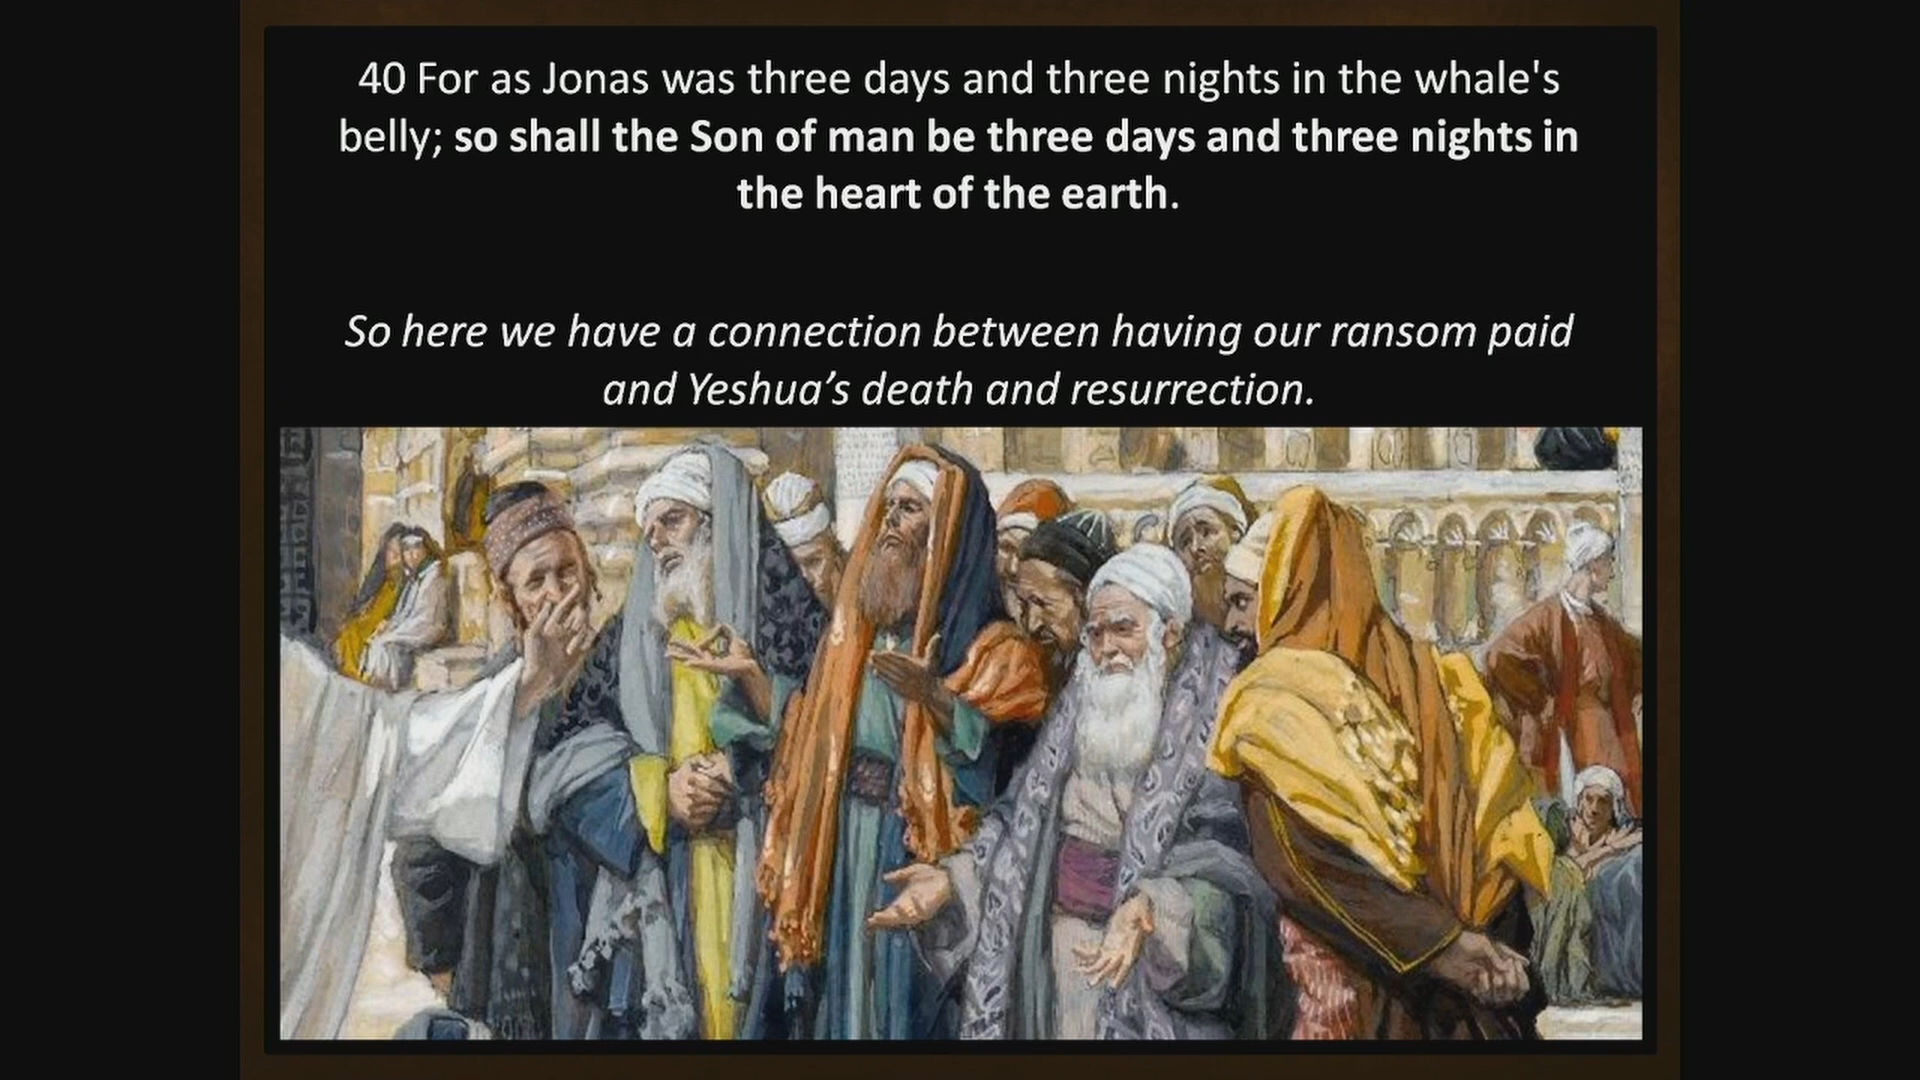 40 For as Jonas was three days and three nights in the whale's
belly; so shall the Son of man be three days and three nights in
the heart of the earth.
So here we have a connection between having our ransom paid
and Yeshua’s death and resurrection.